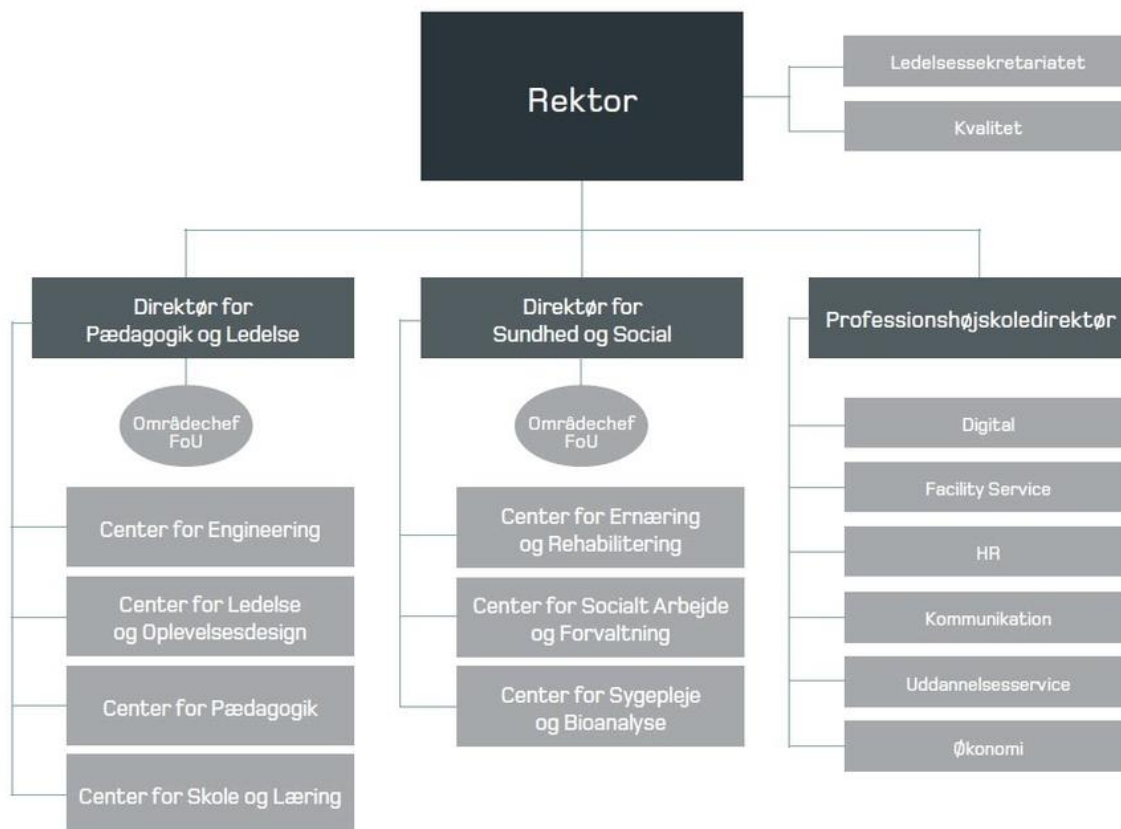 Rektor
Ledelsessekretariatet
Kvalitet
Direktør for
Pædagogik og Ledelse
Områdechef
FoU
Center for Engineering
Center for Ledelse
og Oplevelsesdesign
Center for Pædagogik
Center for Skole og Læring
Direktør for
Sundhed og Social
Områdechef
FoU
Center for Ernæring
og Rehabilitering
Center for Socialt Arbejde
og Forvaltning
Center for Sygepleje
og Bioanalyse
Professionshøjskoledirektør
Digital
Facility Service
HR
Kommunikation
Uddannelsesservice
Økonomi